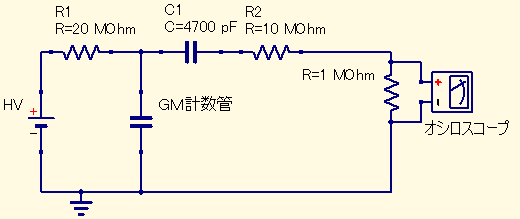 R1
R=20 MOhm
C1
C=4700 pF
R2
R=10 MOhm
R=1 MOhm
HV
+
−
GM計数管
+
オシロスコープ